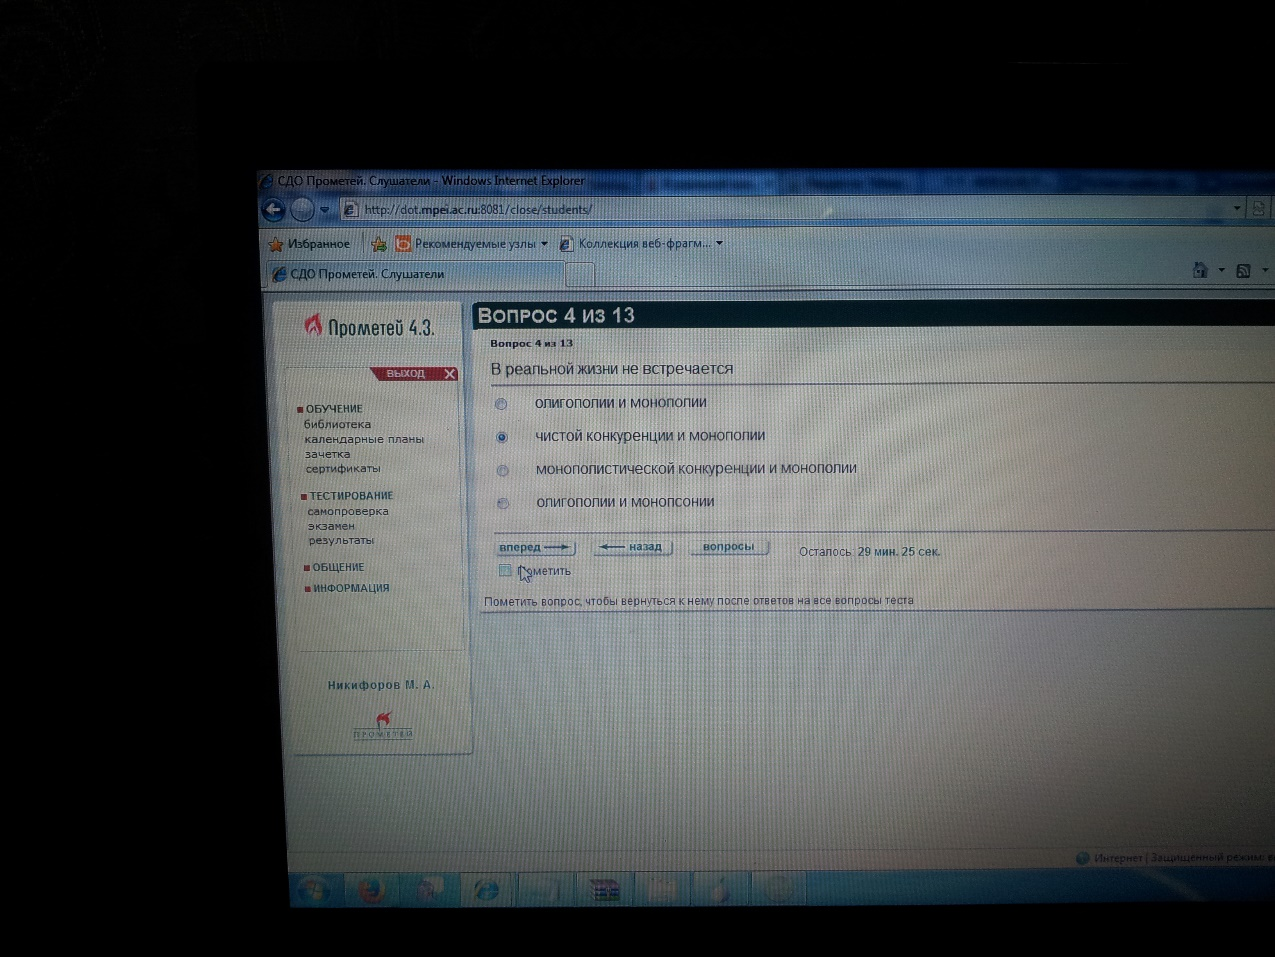 СДО Прометей. Слушатели - Windows Internet Explorer
http://dot.mpei.ac.ru:8081/close/students/
Избранное
Рекомендуемые узлы
Коллекция веб-фрагм...
СДО Прометей. Слушатели
Прометей 4.3.
ВЫХОД
ОБУЧЕНИЕ
библиотека
календарные планы
зачетка
сертификаты
ТЕСТИРОВАНИЕ
самопроверка
экзамен
результаты
ОБЩЕНИЕ
ИНФОРМАЦИЯ
Никифоров М. А.
ПРОМЕТЕЙ
Вопрос 4 из 13
Вопрос 4 из 13
В реальной жизни не встречается
олигополии и монополии
чистой конкуренции и монополии
монополистической конкуренции и монополии
олигополии и монопсонии
вперед
назад
вопросы
Осталось: 29 мин. 25 сек.
Пометить
Пометить вопрос, чтобы вернуться к нему после ответов на все вопросы теста
Интернет | Защищенный режим: